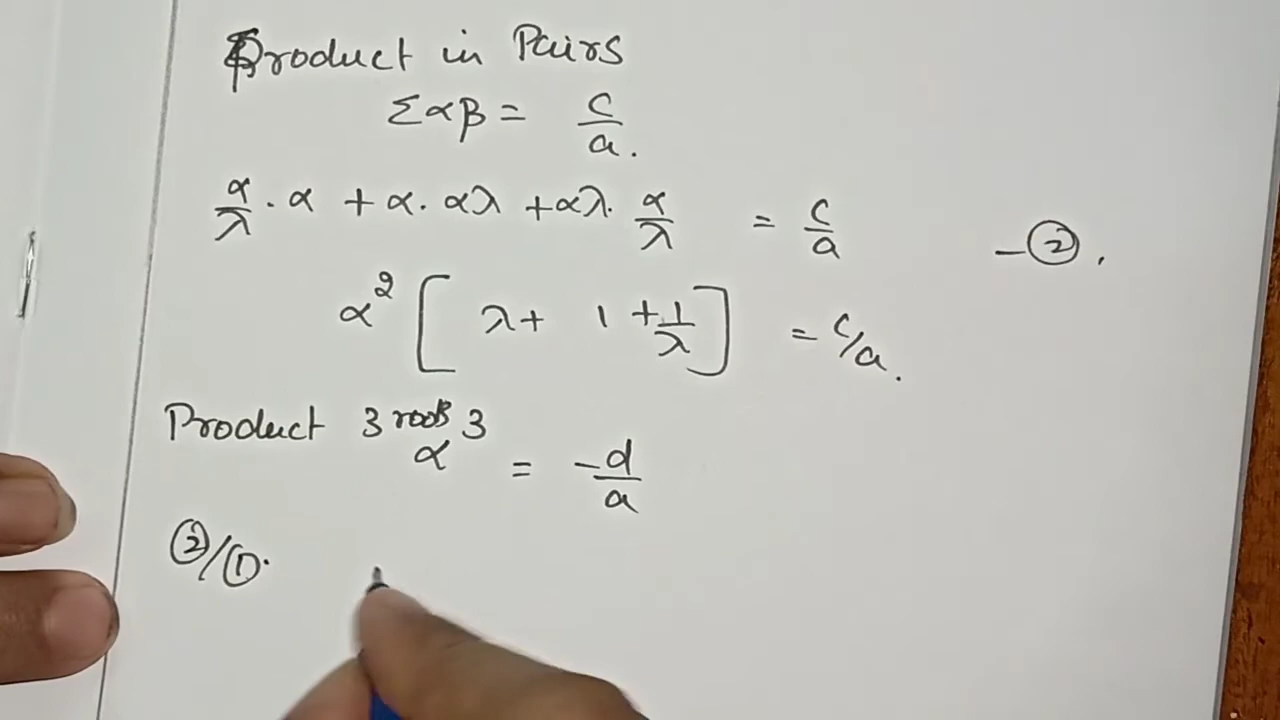 Product in Pairs
Σαβ = c/a.
α/λ · α + α · αλ + αλ · α/λ = c/a - ②.
α² [ λ + 1 + 1/λ ] = c/a.
Product 3 roots
α³ = -d/a
②/①.